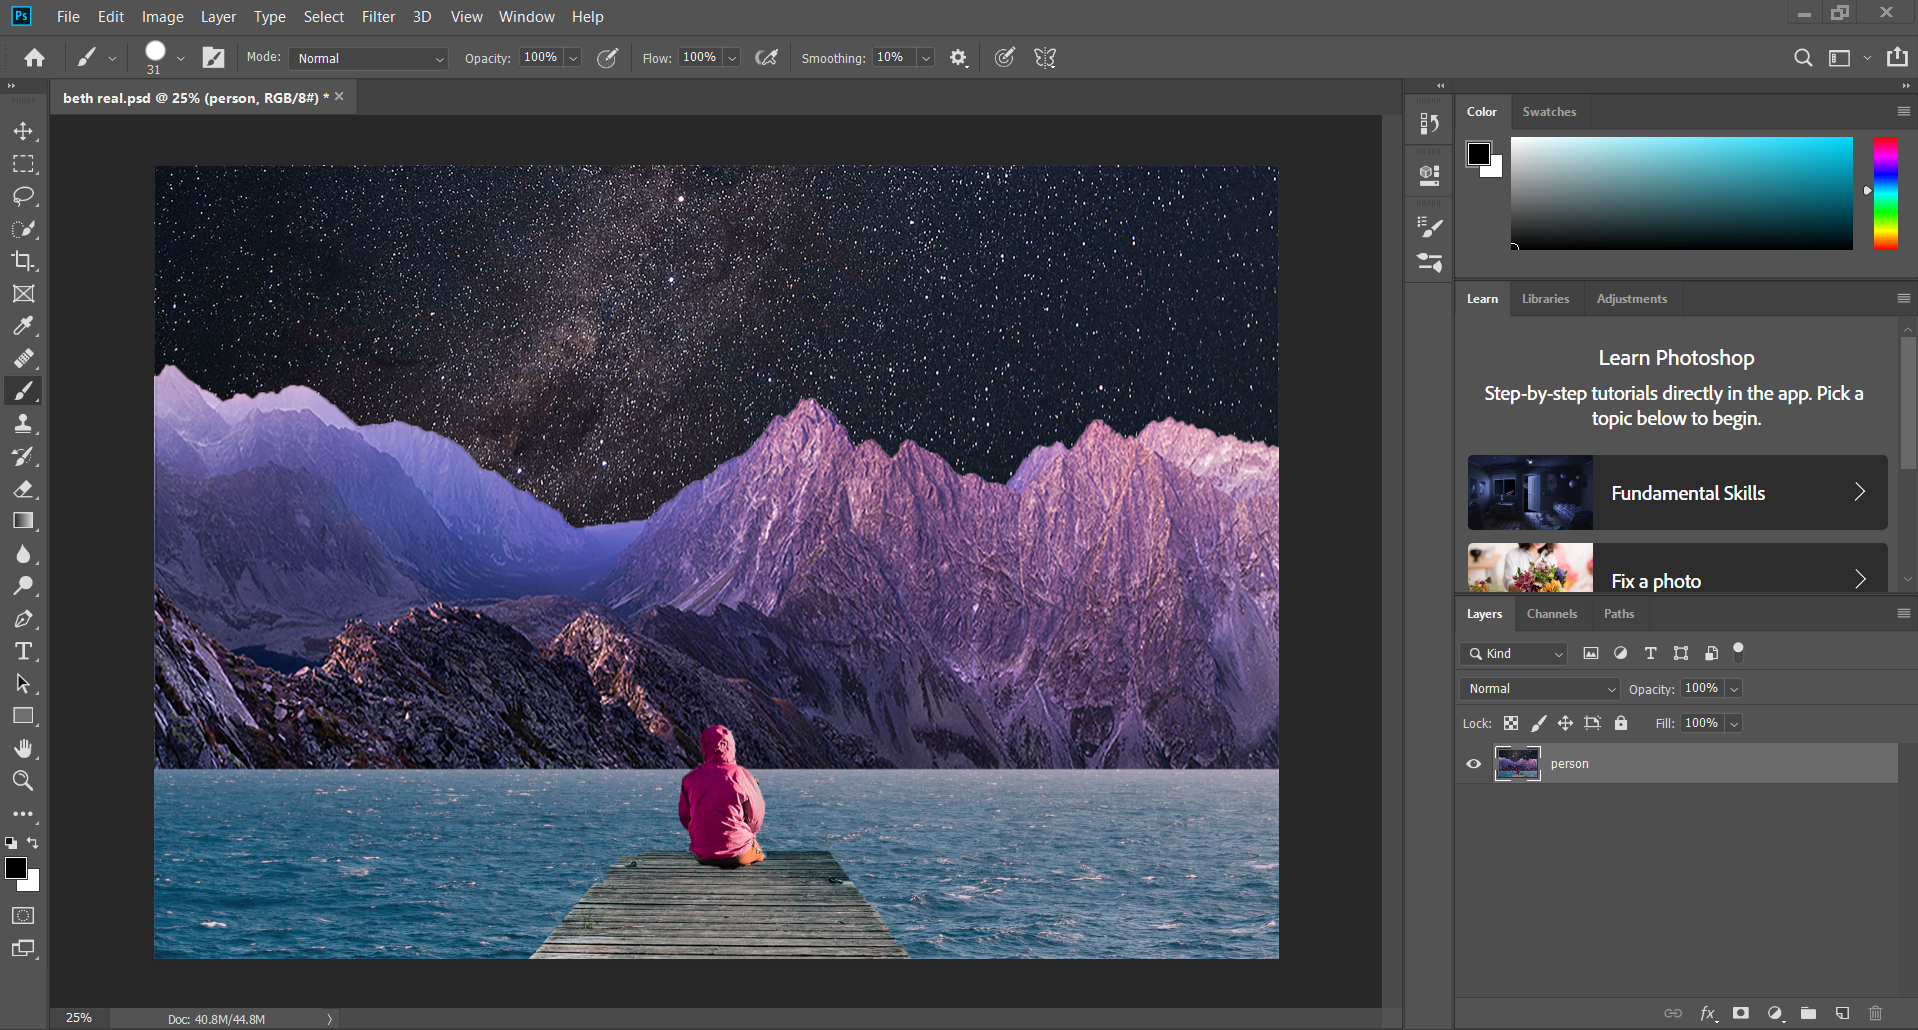 Ps File Edit Image Layer Type Select Filter 3D View Window Help
31 Mode: Normal Opacity: 100% Flow: 100% Smoothing: 10%
beth real.psd @ 25% (person, RGB/8#) * ×
Color Swatches
Learn Libraries Adjustments
Learn Photoshop
Step-by-step tutorials directly in the app. Pick a
topic below to begin.
Fundamental Skills
Fix a photo
Layers Channels Paths
Kind
Normal Opacity: 100%
Lock: Fill: 100%
person
fx
25% Doc: 40.8M/44.8M